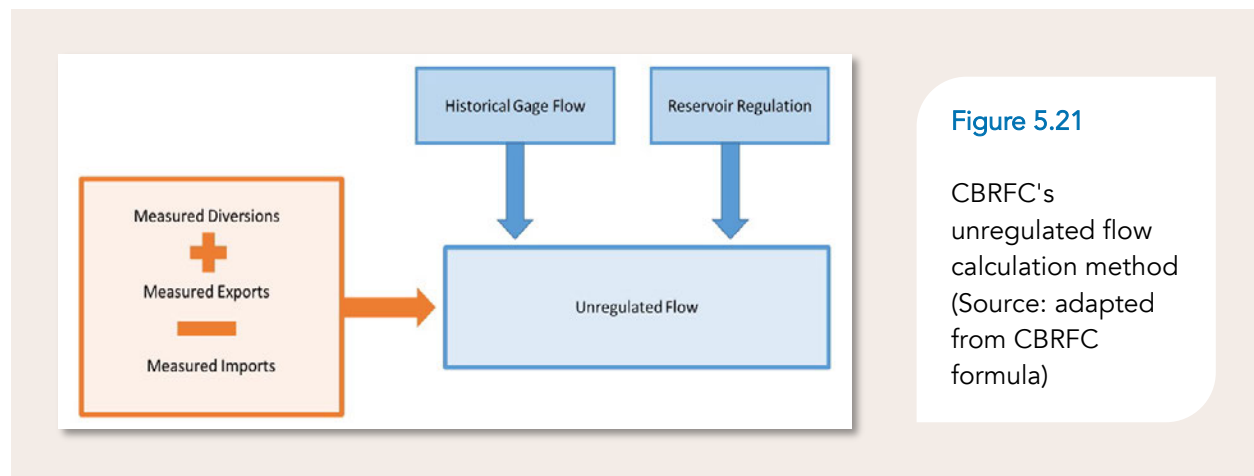 Historical Gage Flow
Reservoir Regulation
Measured Diversions
Measured Exports
Measured Imports
Unregulated Flow
Figure 5.21
CBRFC's
unregulated flow
calculation method
(Source: adapted
from CBRFC
formula)